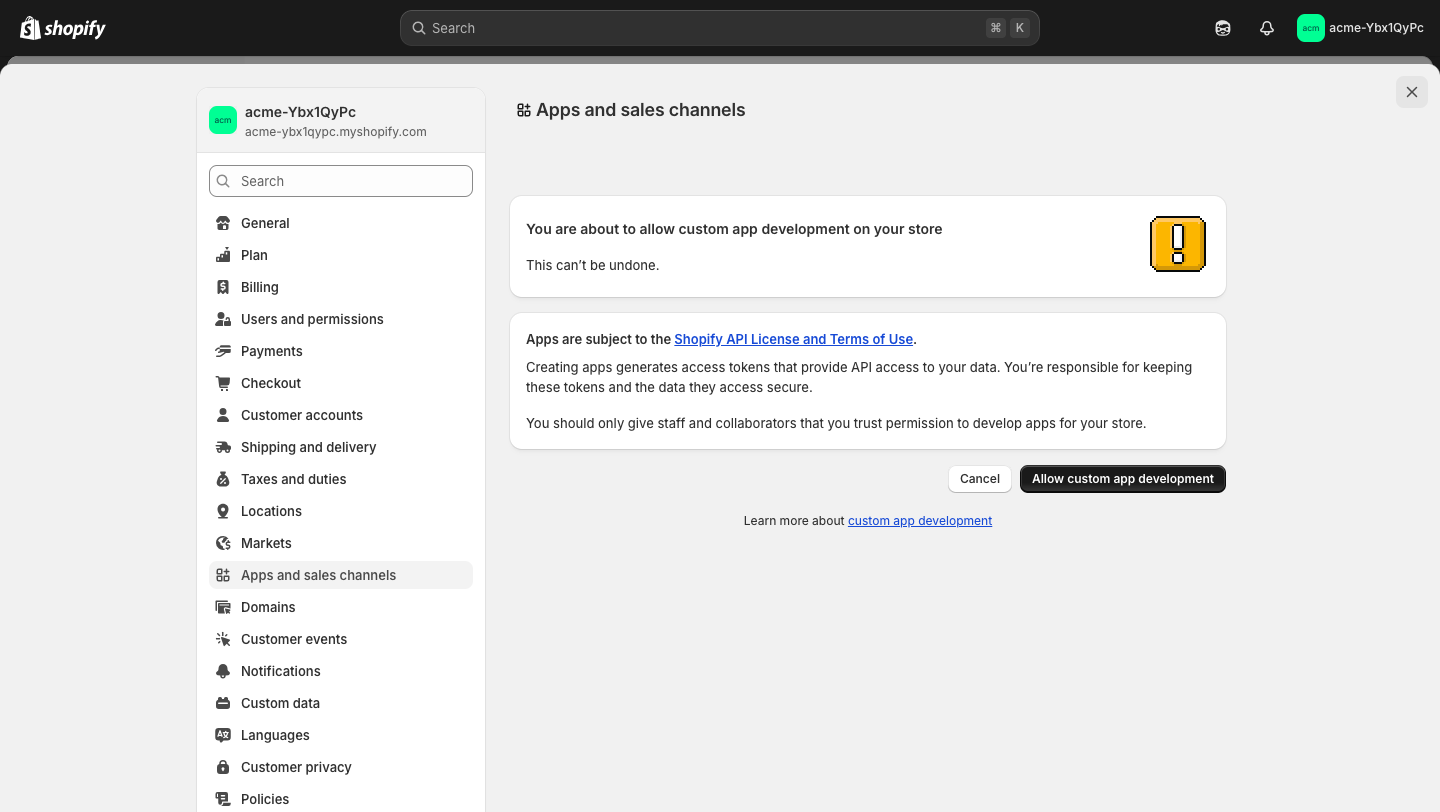 shopify
Search
⌘ K
acm
acme-Ybx1QyPc
acm
acme-Ybx1QyPc
acme-ybx1qypc.myshopify.com
Search
General
Plan
Billing
Users and permissions
Payments
Checkout
Customer accounts
Shipping and delivery
Taxes and duties
Locations
Markets
Apps and sales channels
Domains
Customer events
Notifications
Custom data
Languages
Customer privacy
Policies
Apps and sales channels
You are about to allow custom app development on your store
This can’t be undone.
Apps are subject to the Shopify API License and Terms of Use.
Creating apps generates access tokens that provide API access to your data. You’re responsible for keeping
these tokens and the data they access secure.
You should only give staff and collaborators that you trust permission to develop apps for your store.
Cancel
Allow custom app development
Learn more about custom app development